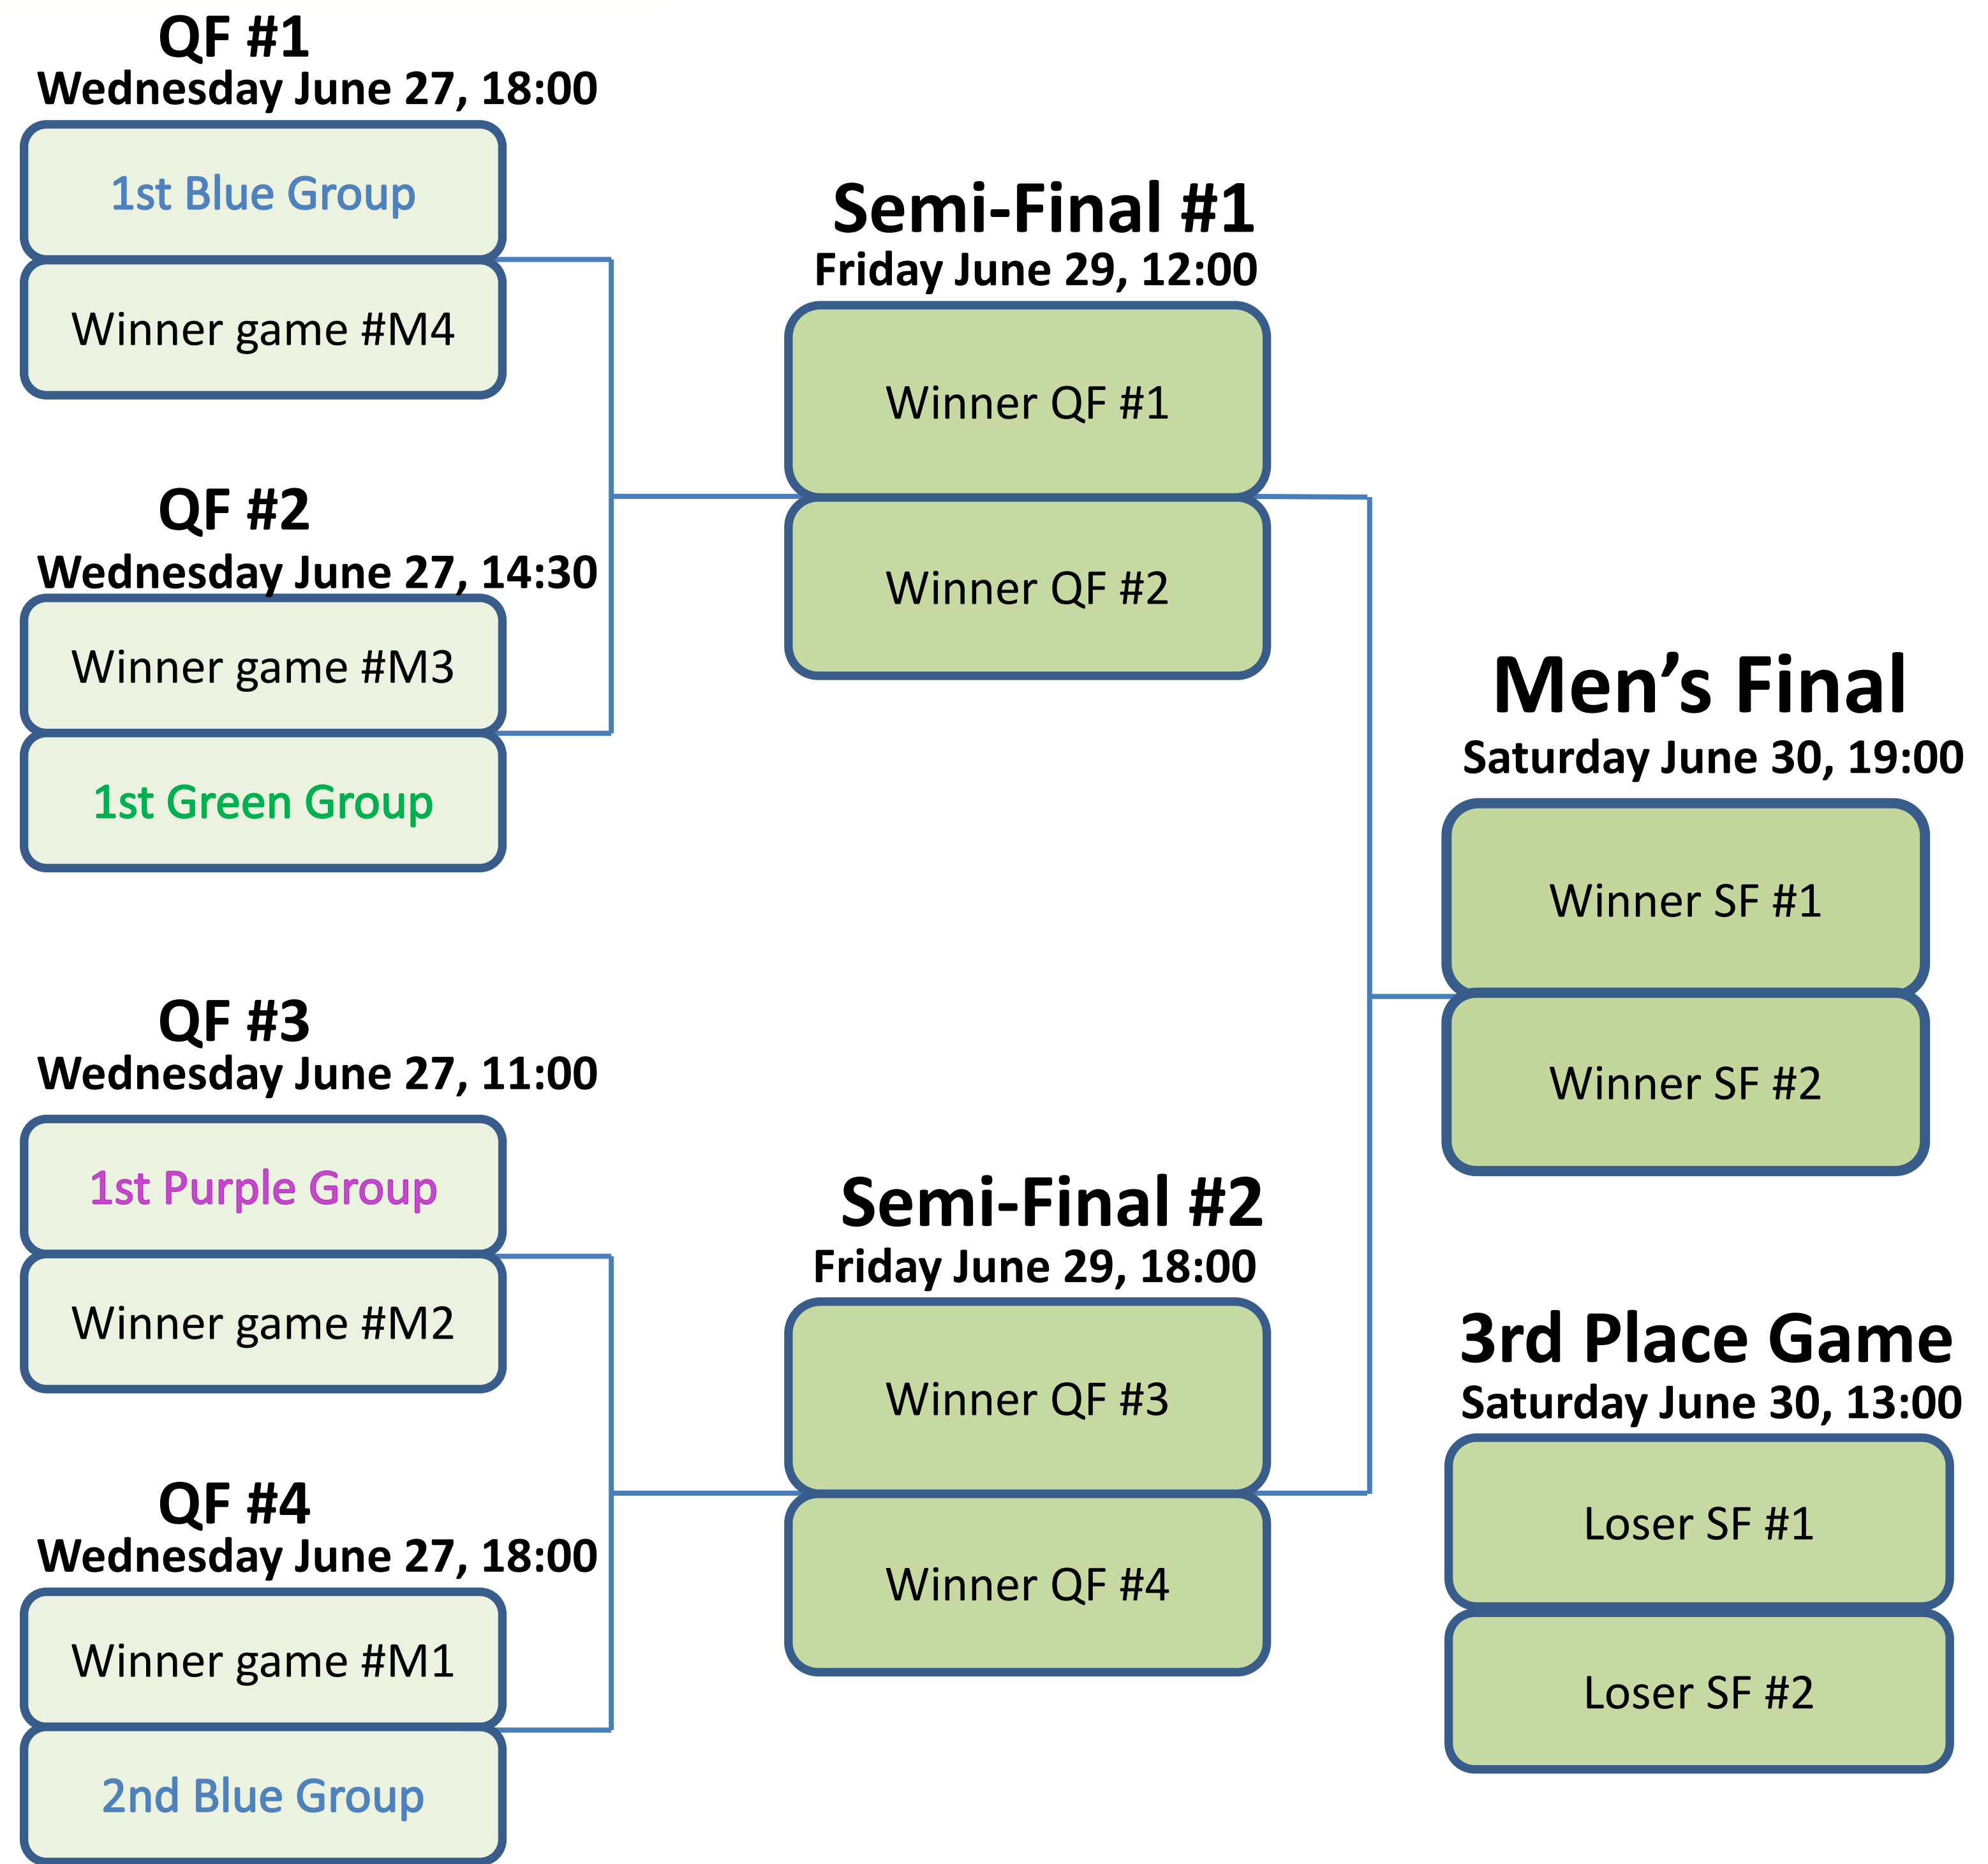 QF #1
Wednesday June 27, 18:00
1st Blue Group
Winner game #M4
QF #2
Wednesday June 27, 14:30
Winner game #M3
1st Green Group
QF #3
Wednesday June 27, 11:00
1st Purple Group
Winner game #M2
QF #4
Wednesday June 27, 18:00
Winner game #M1
2nd Blue Group
Semi-Final #1
Friday June 29, 12:00
Winner QF #1
Winner QF #2
Semi-Final #2
Friday June 29, 18:00
Winner QF #3
Winner QF #4
Men’s Final
Saturday June 30, 19:00
Winner SF #1
Winner SF #2
3rd Place Game
Saturday June 30, 13:00
Loser SF #1
Loser SF #2